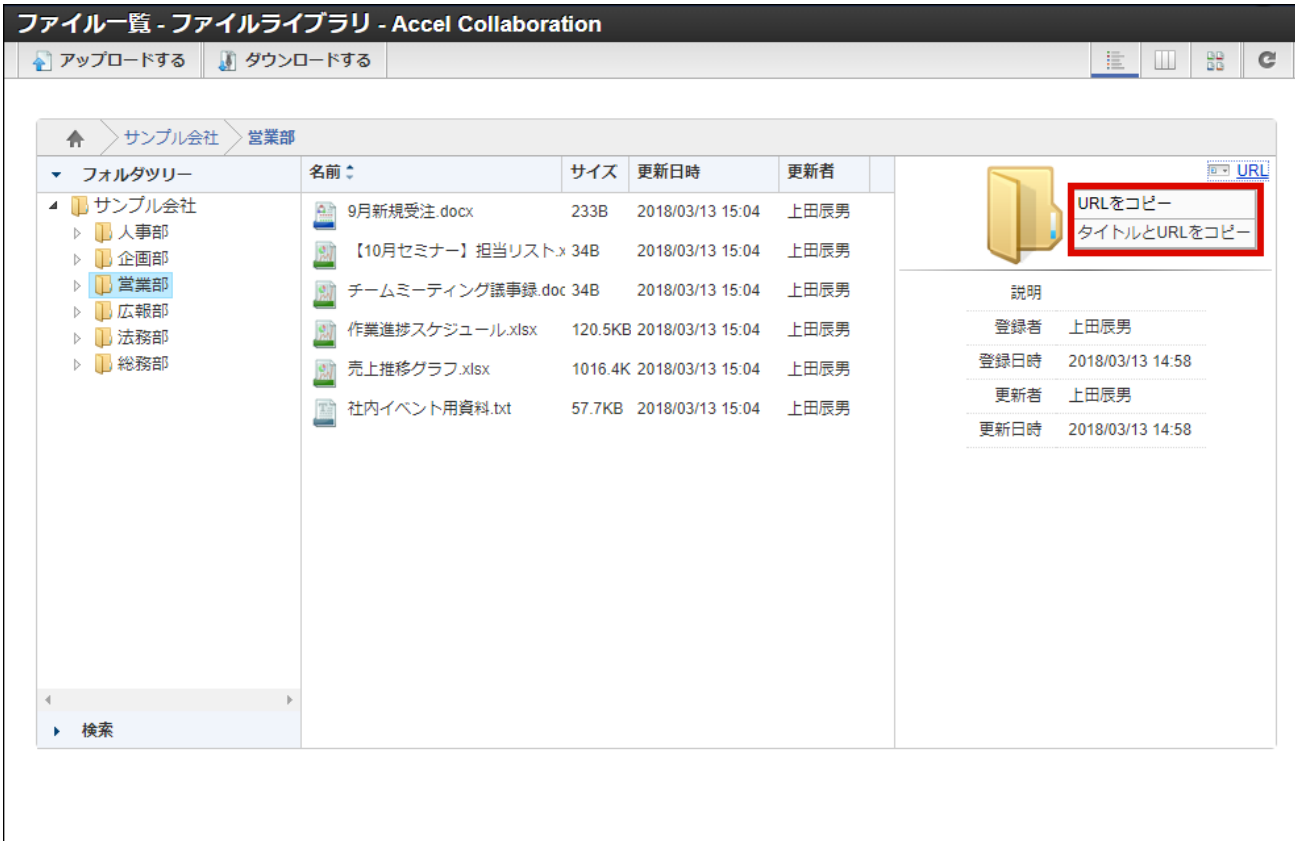 ファイル一覧 - ファイルライブラリ - Accel Collaboration
アップロードする ダウンロードする
サンプル会社 営業部
フォルダツリー
サンプル会社
人事部
企画部
営業部
広報部
法務部
総務部
検索
名前 サイズ 更新日時 更新者
9月新規受注.docx 233B 2018/03/13 15:04 上田辰男
【10月セミナー】担当リスト.x 34B 2018/03/13 15:04 上田辰男
チームミーティング議事録.doc 34B 2018/03/13 15:04 上田辰男
作業進捗スケジュール.xlsx 120.5KB 2018/03/13 15:04 上田辰男
売上推移グラフ.xlsx 1016.4K 2018/03/13 15:04 上田辰男
社内イベント用資料.txt 57.7KB 2018/03/13 15:04 上田辰男
URL
URLをコピー
タイトルとURLをコピー
説明
登録者 上田辰男
登録日時 2018/03/13 14:58
更新者 上田辰男
更新日時 2018/03/13 14:58